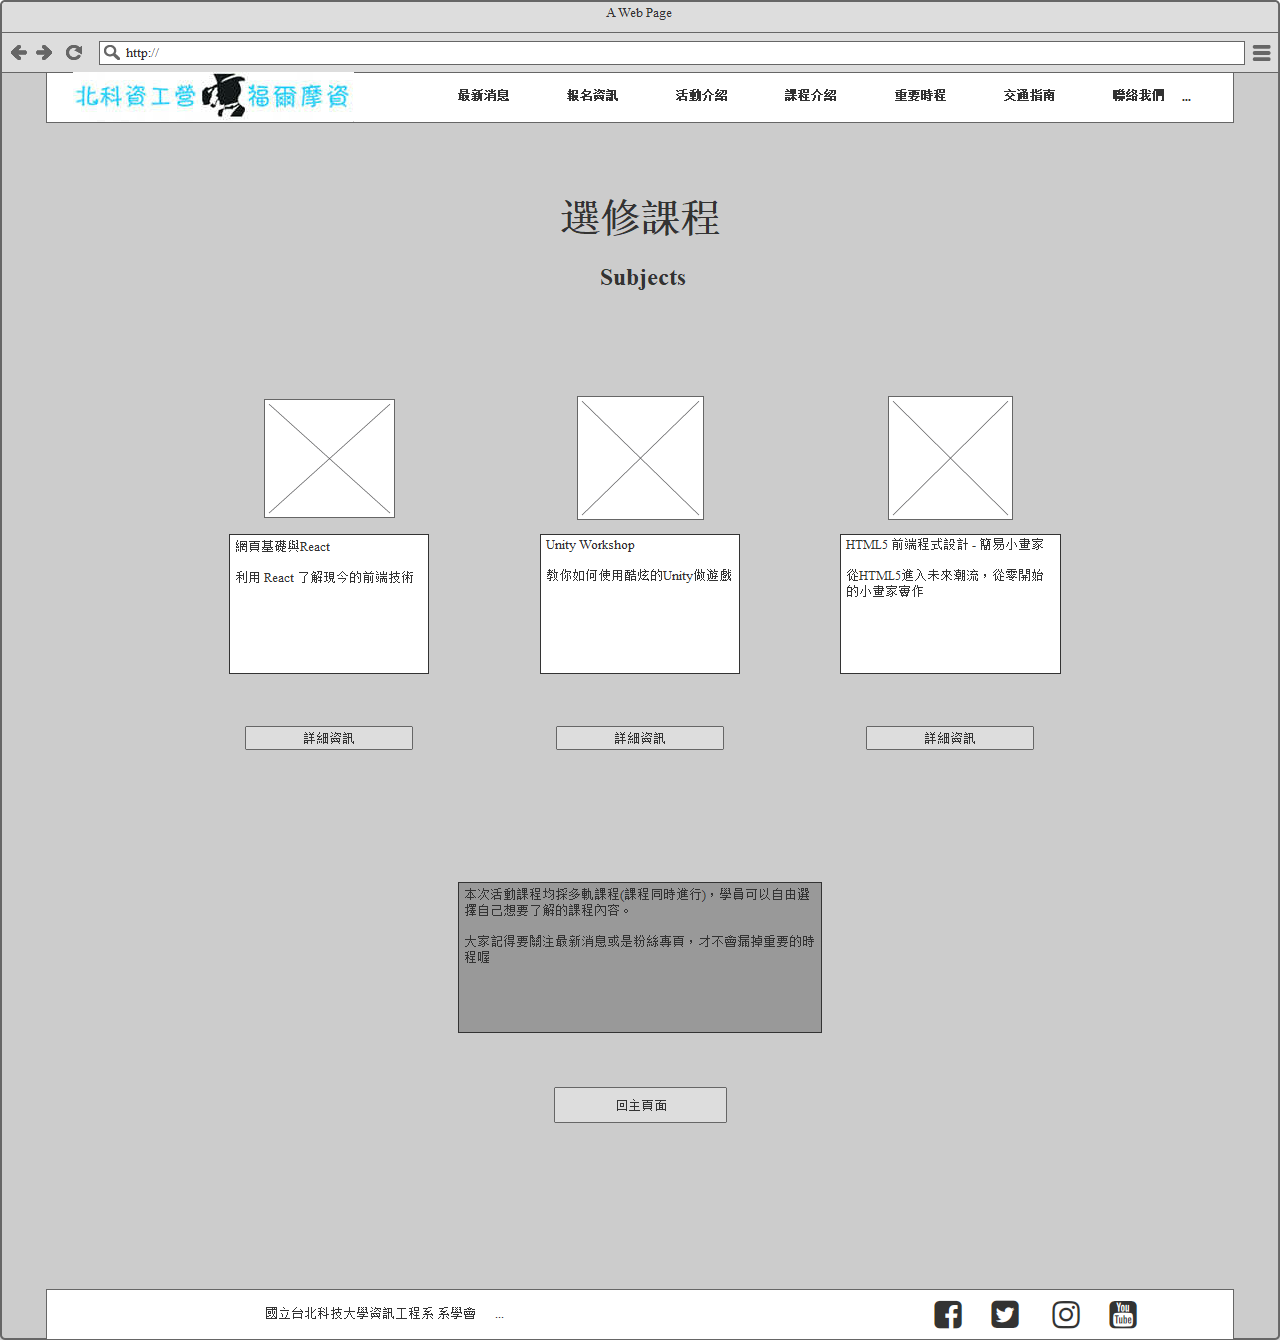 A Web Page
http://
北科資工營 福爾摩資
最新消息 報名資訊 活動介紹 課程介紹 重要時程 交通指南 聯絡我們 ...
選修課程
Subjects
網頁基礎與React
利用 React 了解現今的前端技術
Unity Workshop
教你如何使用酷炫的Unity做遊戲
HTML5 前端程式設計 - 簡易小畫家
從HTML5進入未來潮流，從零開始
的小畫家實作
詳細資訊 詳細資訊 詳細資訊
本次活動課程均採多軌課程(課程同時進行)，學員可以自由選
擇自己想要了解的課程內容。
大家記得要關注最新消息或是粉絲專頁，才不會漏掉重要的時
程喔
回主頁面
國立台北科技大學資訊工程系 系學會 ...
You
Tube